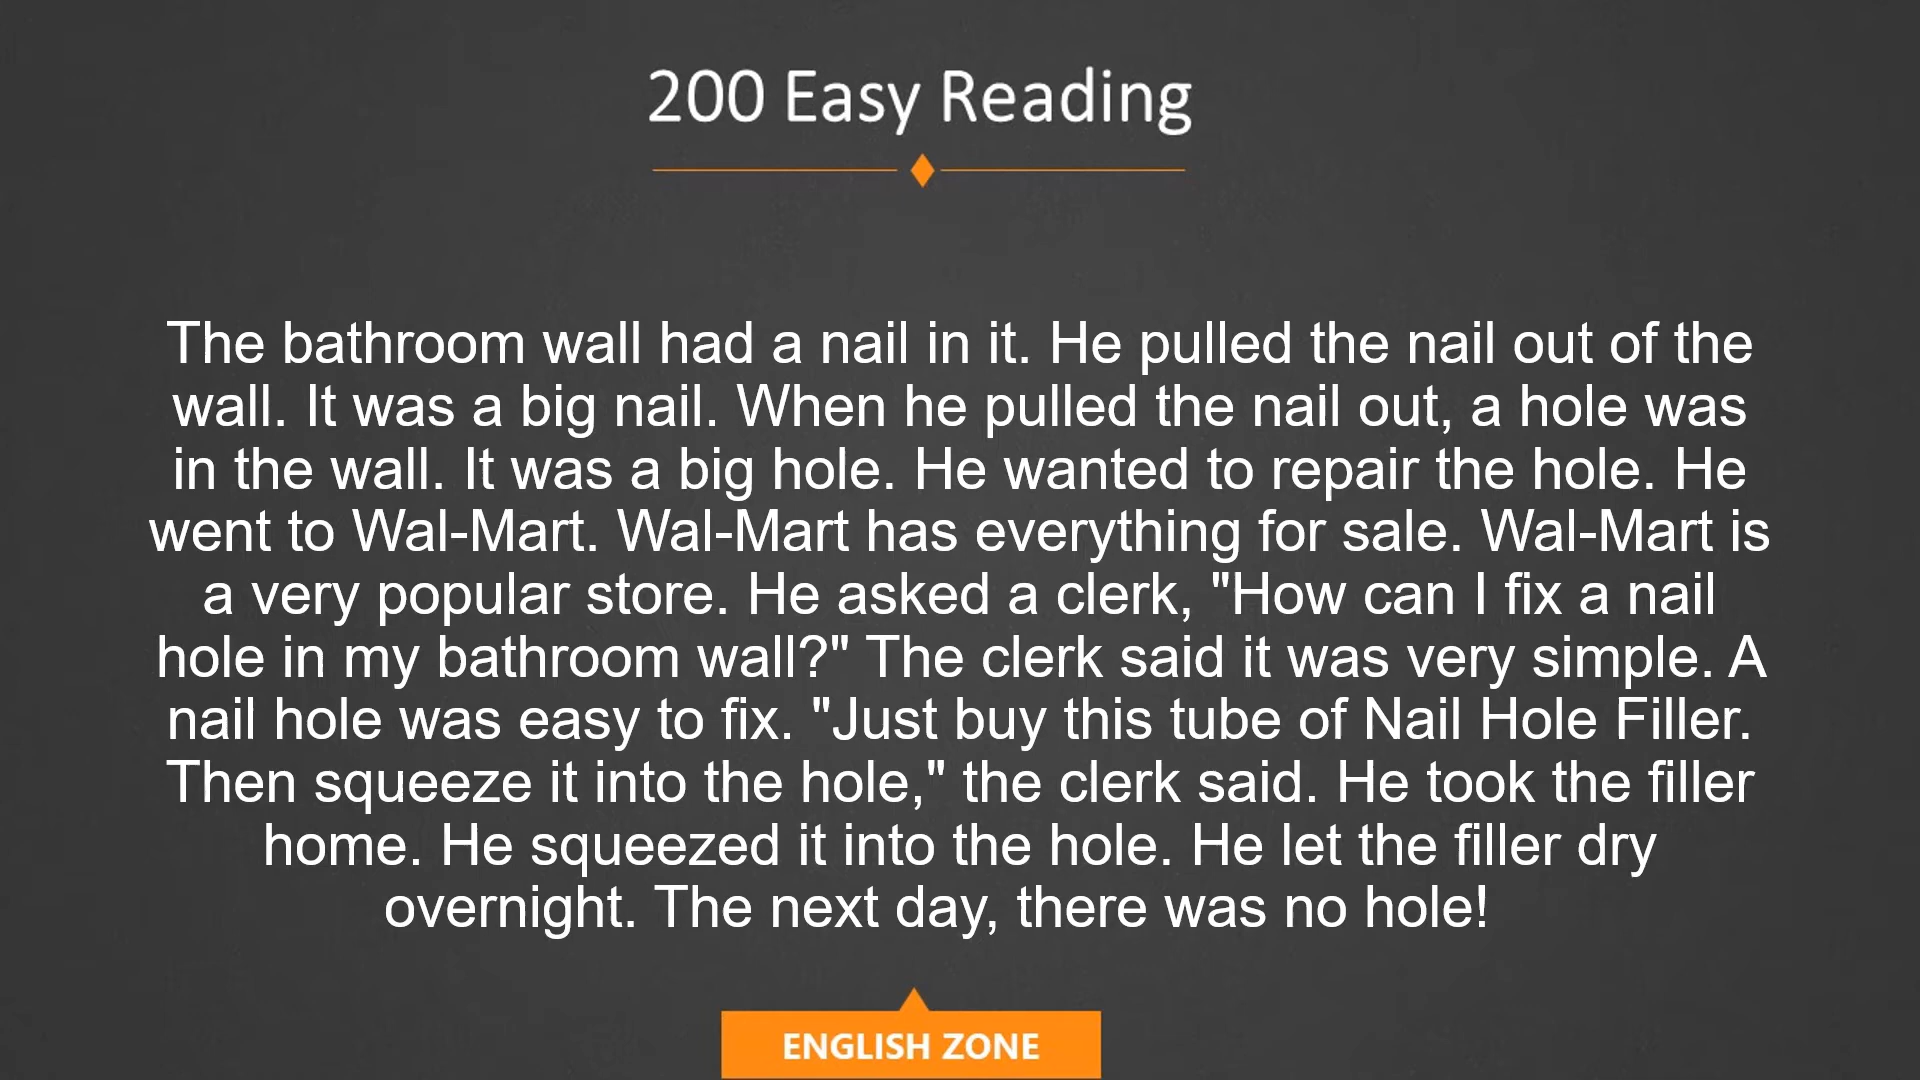 200 Easy Reading
The bathroom wall had a nail in it. He pulled the nail out of the
wall. It was a big nail. When he pulled the nail out, a hole was
in the wall. It was a big hole. He wanted to repair the hole. He
went to Wal-Mart. Wal-Mart has everything for sale. Wal-Mart is
a very popular store. He asked a clerk, "How can I fix a nail
hole in my bathroom wall?" The clerk said it was very simple. A
nail hole was easy to fix. "Just buy this tube of Nail Hole Filler.
Then squeeze it into the hole," the clerk said. He took the filler
home. He squeezed it into the hole. He let the filler dry
overnight. The next day, there was no hole!
ENGLISH ZONE